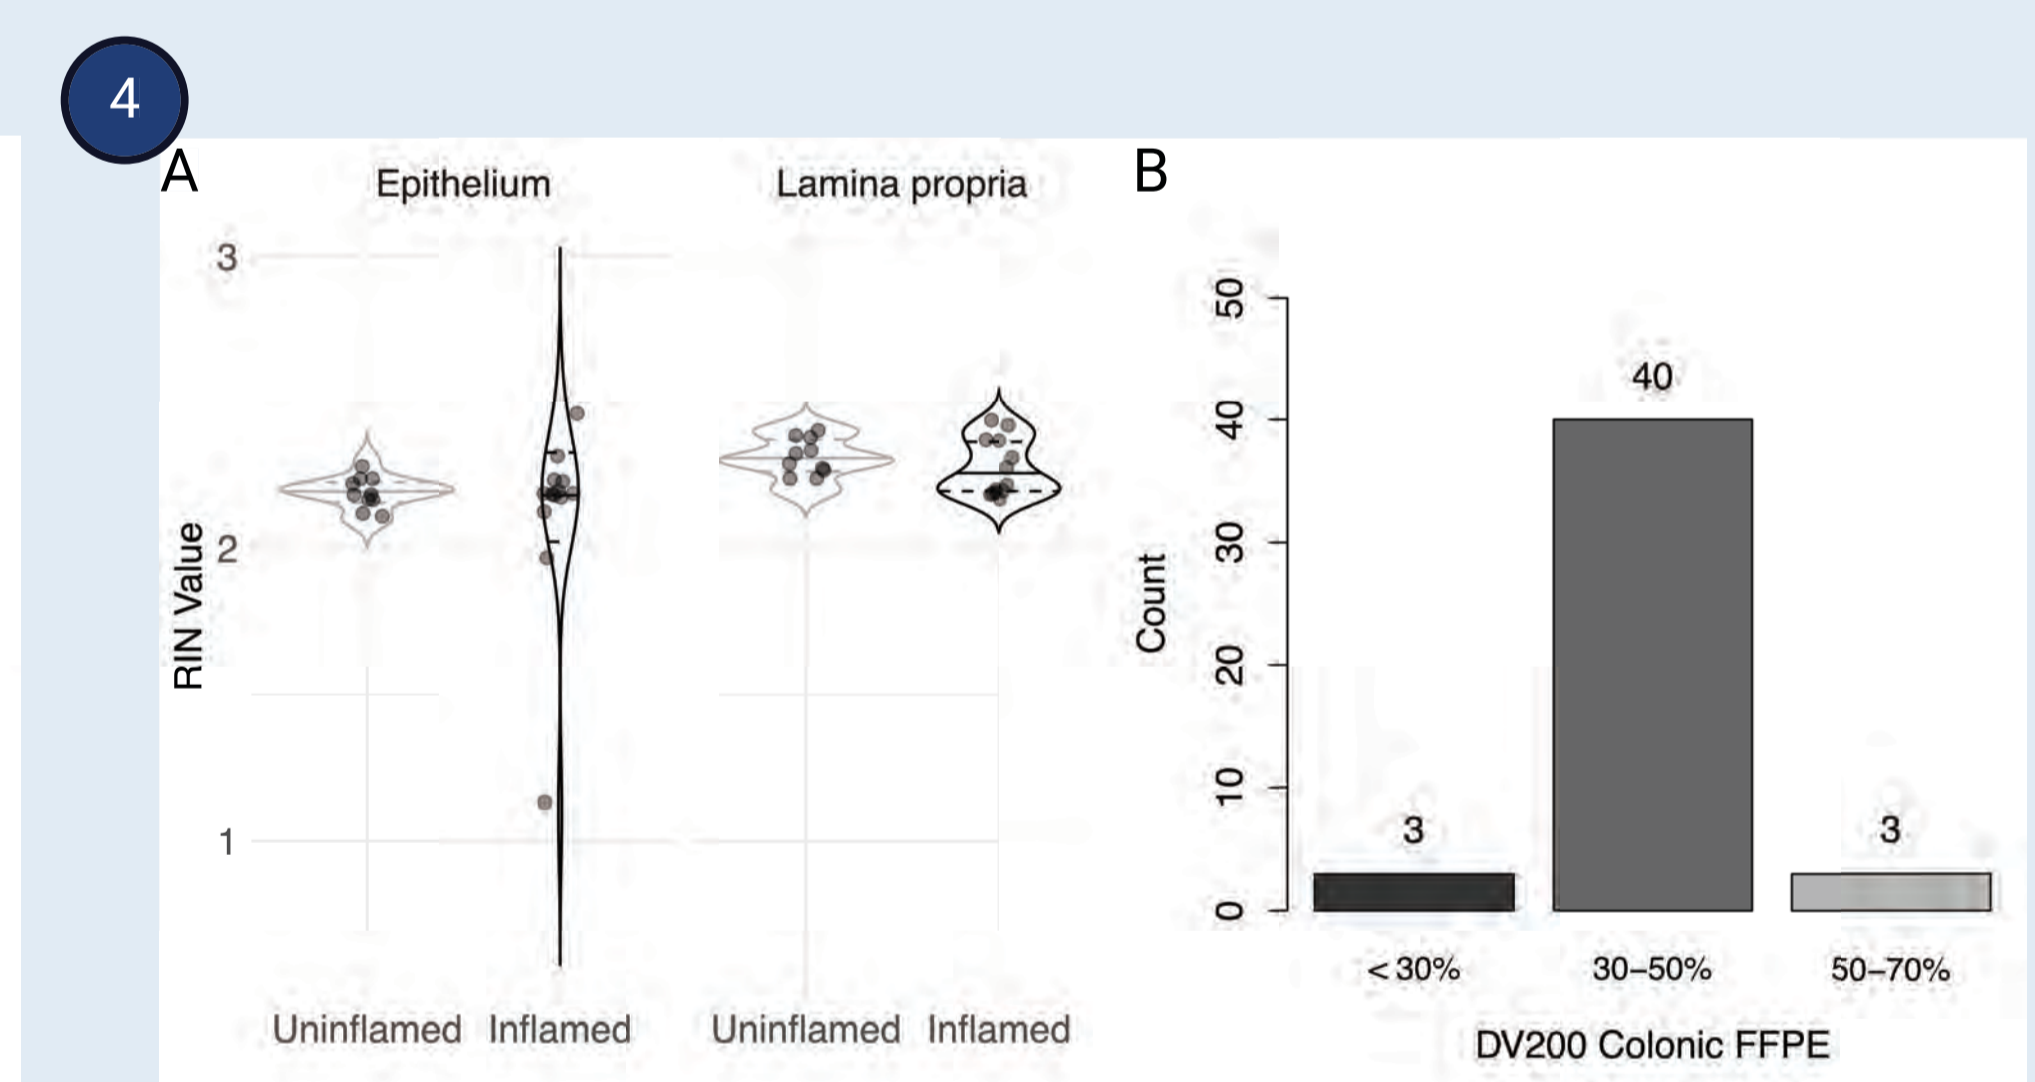 4
A
Epithelium
Lamina propria
3
2
1
RIN Value
Uninflamed
Inflamed
Uninflamed
Inflamed
B
50
40
30
20
10
0
Count
3
40
3
<30%
30–50%
50–70%
DV200 Colonic FFPE